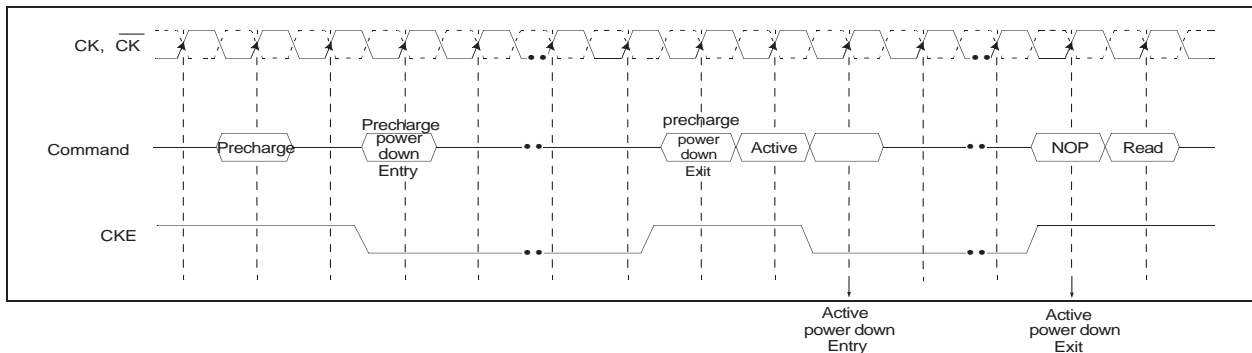 CK, CK
Command
Precharge
Precharge
power
down
Entry
precharge
power
down
Exit
Active
NOP
Read
CKE
Active
power down
Entry
Active
power down
Exit